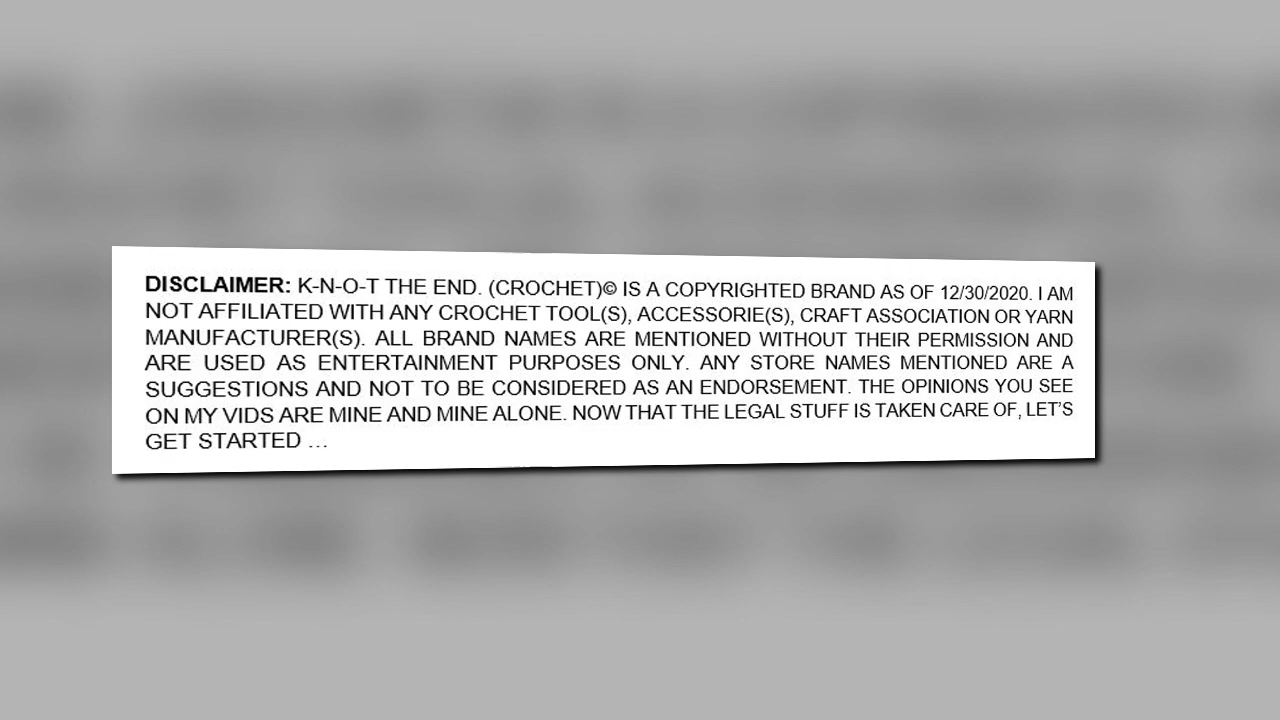 DISCLAIMER: K-N-O-T THE END. (CROCHET)© IS A COPYRIGHTED BRAND AS OF 12/30/2020. I AM
NOT AFFILIATED WITH ANY CROCHET TOOL(S), ACCESSORIE(S), CRAFT ASSOCIATION OR YARN
MANUFACTURER(S). ALL BRAND NAMES ARE MENTIONED WITHOUT THEIR PERMISSION AND
ARE USED AS ENTERTAINMENT PURPOSES ONLY. ANY STORE NAMES MENTIONED ARE A
SUGGESTIONS AND NOT TO BE CONSIDERED AS AN ENDORSEMENT. THE OPINIONS YOU SEE
ON MY VIDS ARE MINE AND MINE ALONE. NOW THAT THE LEGAL STUFF IS TAKEN CARE OF, LET’S
GET STARTED …